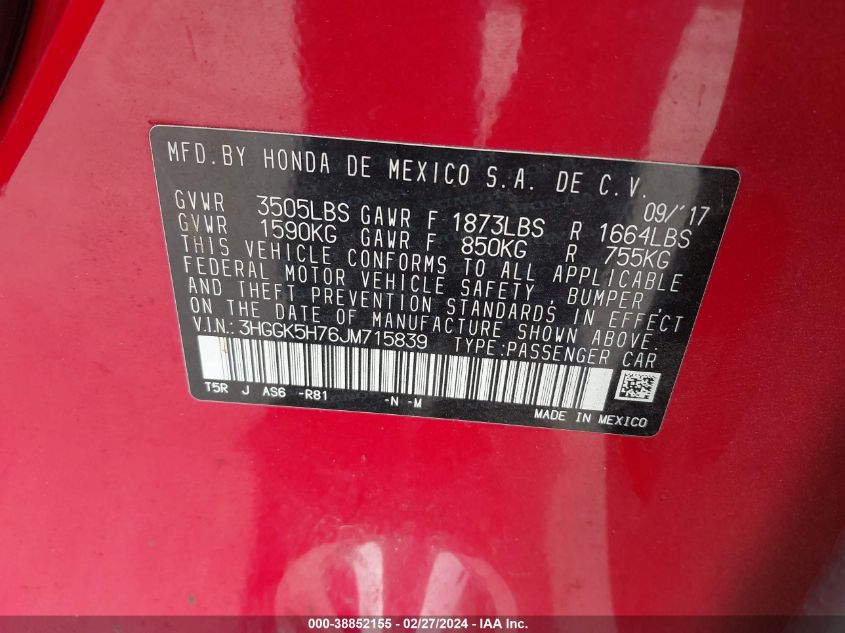 MFD.BY HONDA DE MEXICO S.A. DE C.V.
09/'17
GVWR 3505LBS GAWR F 1873LBS R 1664LBS
GVWR 1590KG GAWR F 850KG R 755KG
THIS VEHICLE CONFORMS TO ALL APPLICABLE
FEDERAL MOTOR VEHICLE SAFETY, BUMPER,
AND THEFT PREVENTION STANDARDS IN EFFECT
ON THE DATE OF MANUFACTURE SHOWN ABOVE.
V.I.N.: 3HGGK5H76JM715839 TYPE:PASSENGER CAR
T5R J AS6 -R81 -N -M
MADE IN MEXICO
000-38852155 - 02/27/2024 - IAA, Inc.